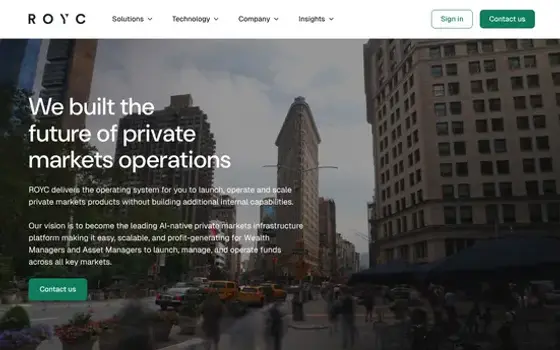 ROYC
Solutions
Technology
Company
Insights
Sign in
Contact us
We built the
future of private
markets operations
ROYC delivers the operating system for you to launch, operate and scale
private markets products without building additional internal capabilities.
Our vision is to become the leading AI-native private markets infrastructure
platform making it easy, scalable, and profit-generating for Wealth
Managers and Asset Managers to launch, manage, and operate funds
across all key markets.
Contact us